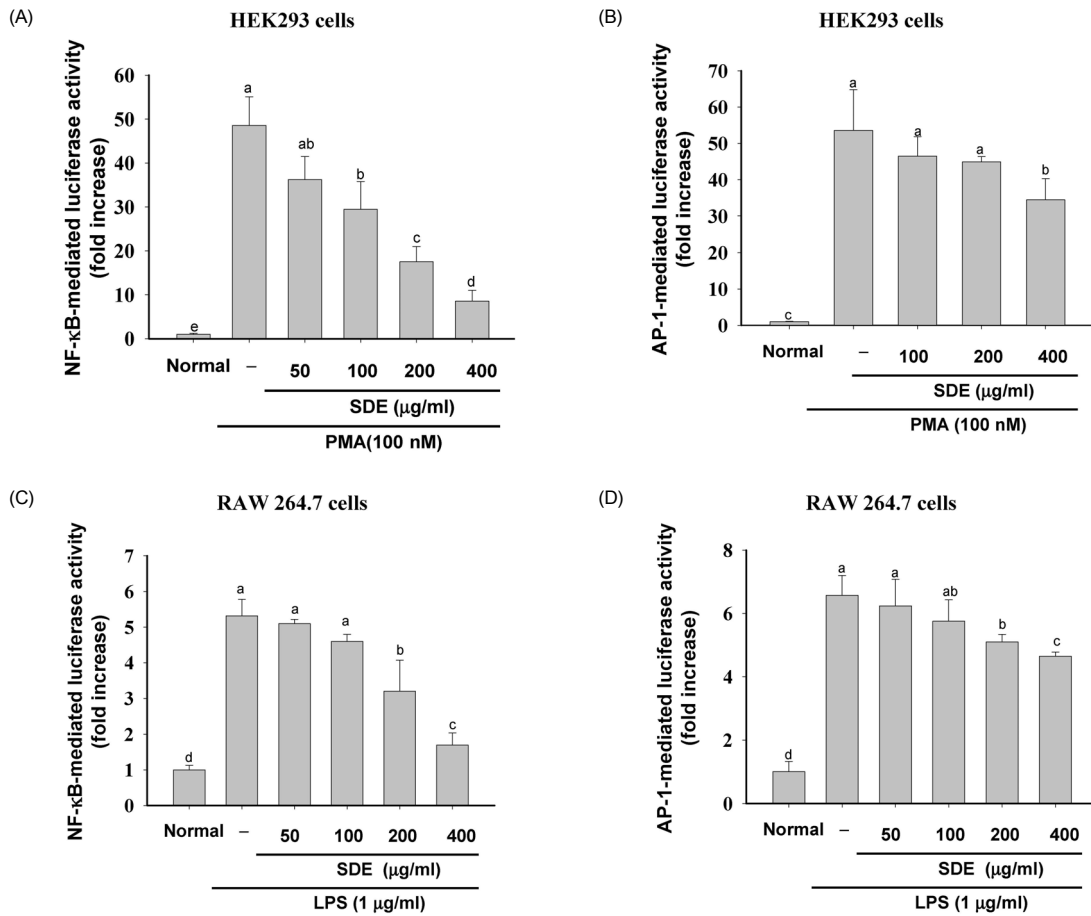 (A)
HEK293 cells
NF-κB-mediated luciferase activity
(fold increase)
60
50
40
30
20
10
0
a
ab
b
c
d
e
Normal – 50 100 200 400
SDE (μg/ml)
PMA(100 nM)
(B)
HEK293 cells
AP-1-mediated luciferase activity
(fold increase)
70
60
50
40
30
20
10
0
a
a
a
b
c
– 100 200 400
Normal
SDE (μg/ml)
PMA (100 nM)
(C)
RAW 264.7 cells
NF-κB-mediated luciferase activity
(fold increase)
7
6
5
4
3
2
1
0
a
a
a
b
c
d
Normal – 50 100 200 400
SDE (μg/ml)
LPS (1 μg/ml)
(D)
RAW 264.7 cells
AP-1-mediated luciferase activity
(fold increase)
8
6
4
2
0
a
a
ab
b
c
d
Normal – 50 100 200 400
SDE (μg/ml)
LPS (1 μg/ml)